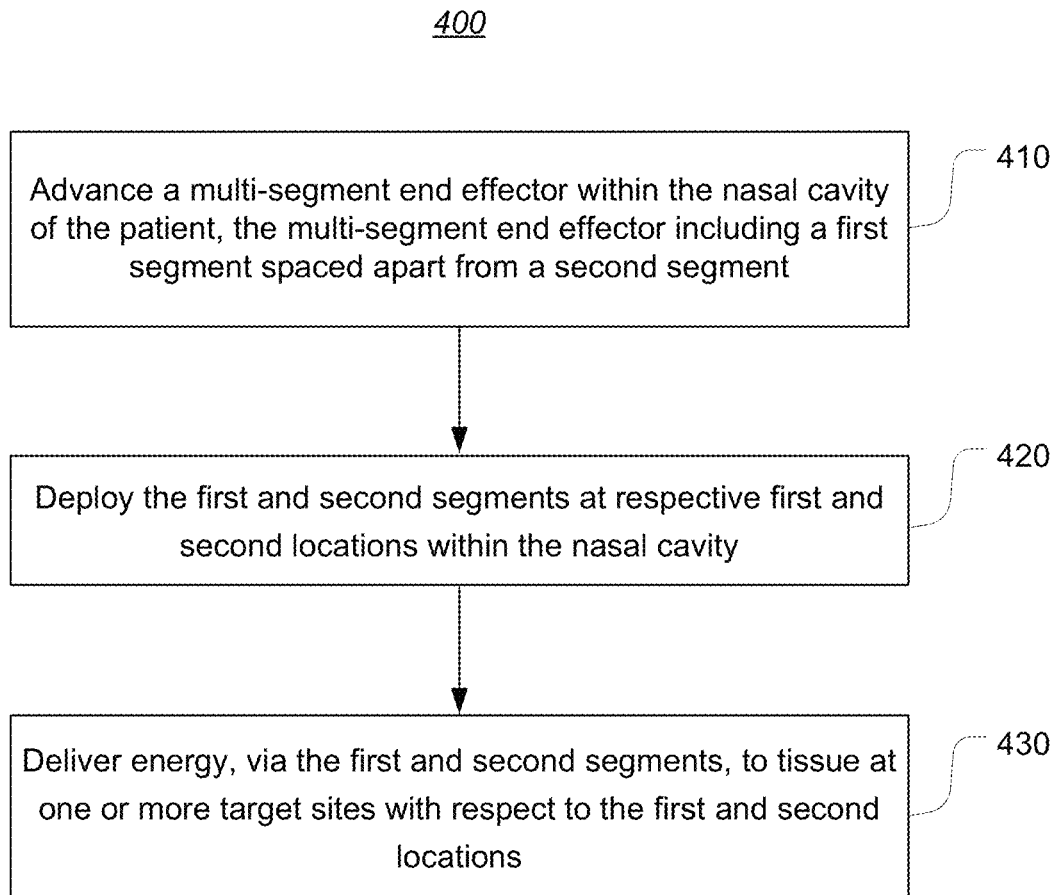 400
Advance a multi-segment end effector within the nasal cavity
of the patient, the multi-segment end effector including a first
segment spaced apart from a second segment
410
Deploy the first and second segments at respective first and
second locations within the nasal cavity
420
Deliver energy, via the first and second segments, to tissue at
one or more target sites with respect to the first and second
locations
430